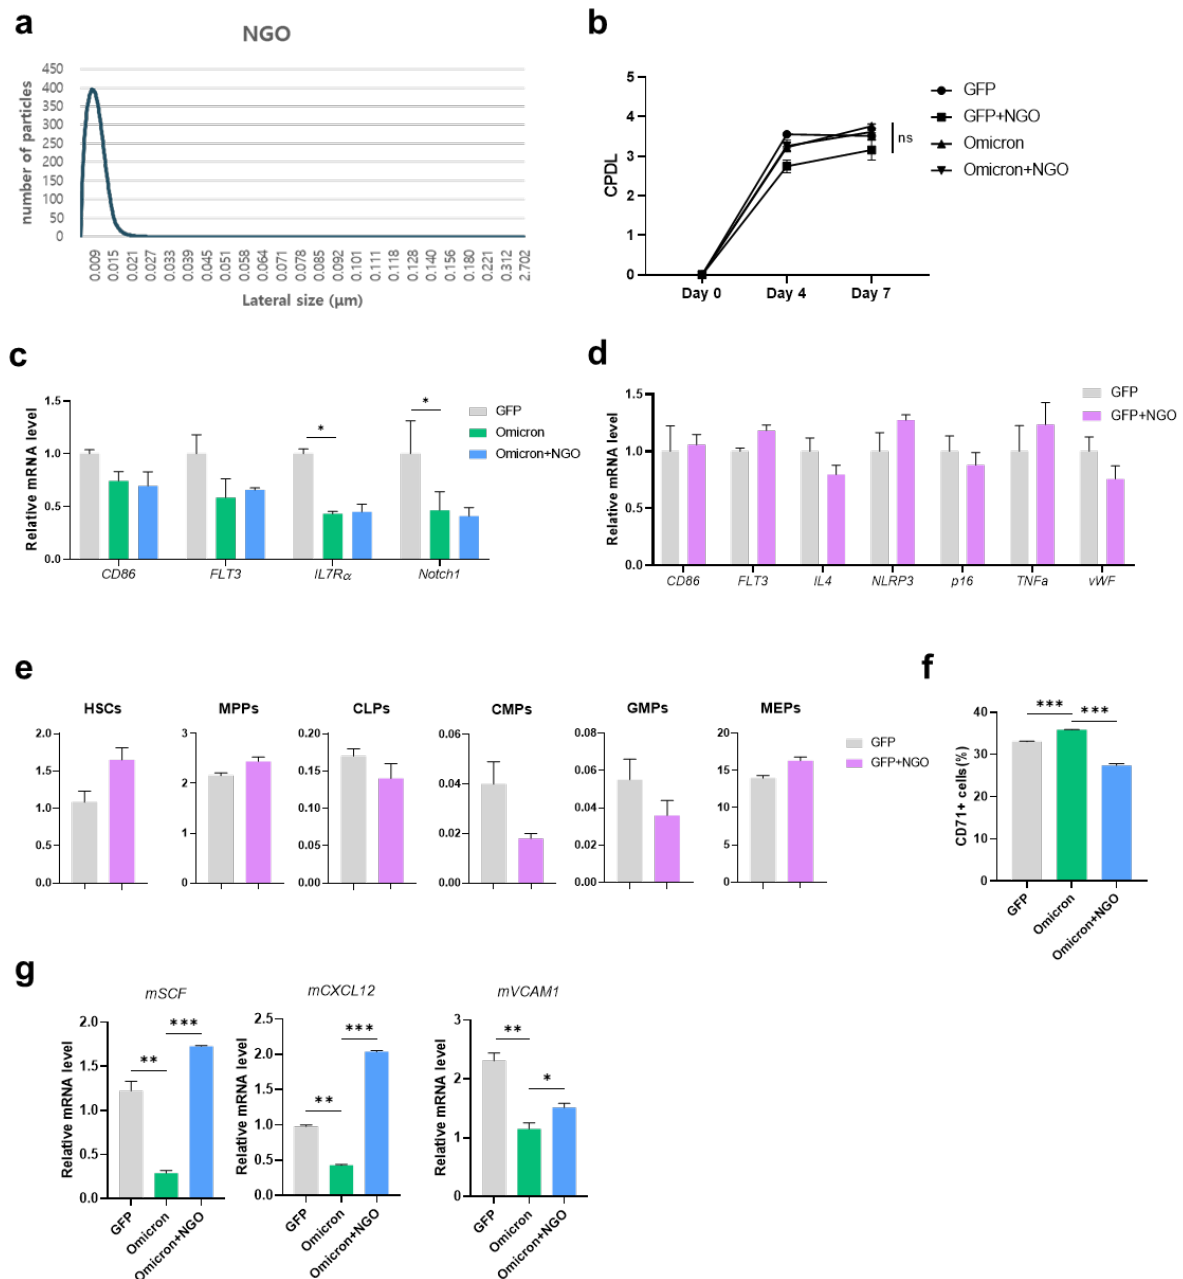 a
NGO
number of particles
450
400
350
300
250
200
150
100
50
0
0.009 0.015 0.021 0.027 0.033 0.039 0.045 0.051 0.058 0.064 0.071 0.078 0.085 0.092 0.101 0.111 0.118 0.128 0.140 0.156 0.180 0.221 0.312 2.702
Lateral size (μm)
b
CPDL
5
4
3
2
1
0
Day 0 Day 4 Day 7
ns
GFP
GFP+NGO
Omicron
Omicron+NGO
c
Relative mRNA level
1.5
1.0
0.5
0.0
* *
CD86 FLT3 IL7Rα Notch1
GFP
Omicron
Omicron+NGO
d
Relative mRNA level
1.5
1.0
0.5
0.0
CD86 FLT3 IL4 NLRP3 p16 TNFa vWF
GFP
GFP+NGO
e
HSCs
2.0
1.5
1.0
0.5
0.0
MPPs
3
2
1
0
CLPs
0.20
0.15
0.10
0.05
0.00
CMPs
0.06
0.04
0.02
0.00
GMPs
0.08
0.06
0.04
0.02
0.00
MEPs
20
15
10
5
0
GFP
GFP+NGO
f
CD71+ cells(%)
40
30
20
10
0
*** ***
GFP Omicron Omicron+NGO
g
mSCF
Relative mRNA level
2.0
1.5
1.0
0.5
0.0
** ***
GFP Omicron Omicron+NGO
mCXCL12
Relative mRNA level
2.5
2.0
1.5
1.0
0.5
0.0
** ***
GFP Omicron Omicron+NGO
mVCAM1
Relative mRNA level
3
2
1
0
** *
GFP Omicron Omicron+NGO